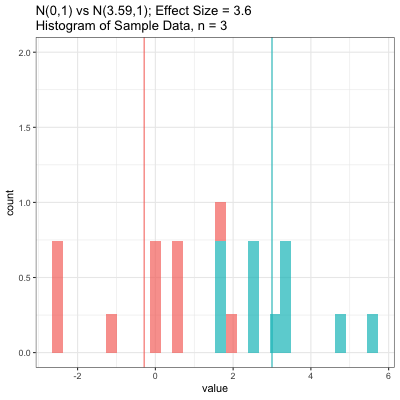 N(0,1) vs N(3.59,1); Effect Size = 3.6
Histogram of Sample Data, n = 3
2.0
1.5
1.0
0.5
0.0
count
-2 0 2 4 6
value